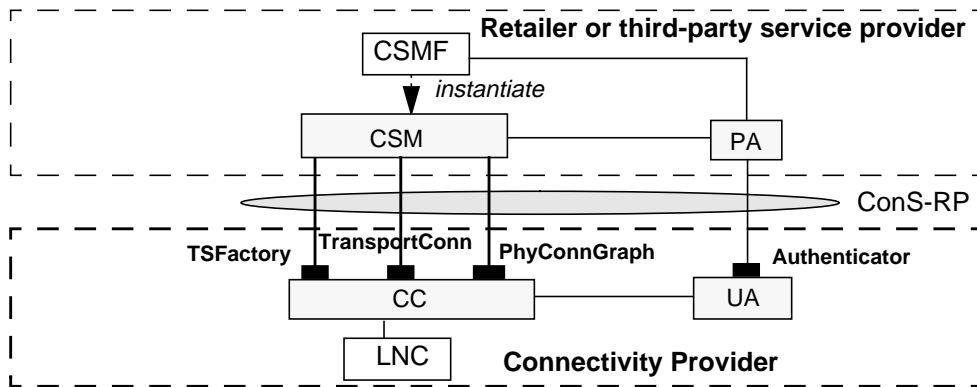 Retailer or third-party service provider
CSMF
instantiate
CSM
PA
ConS-RP
TSFactory
TransportConn
PhyConnGraph
Authenticator
CC
UA
LNC
Connectivity Provider